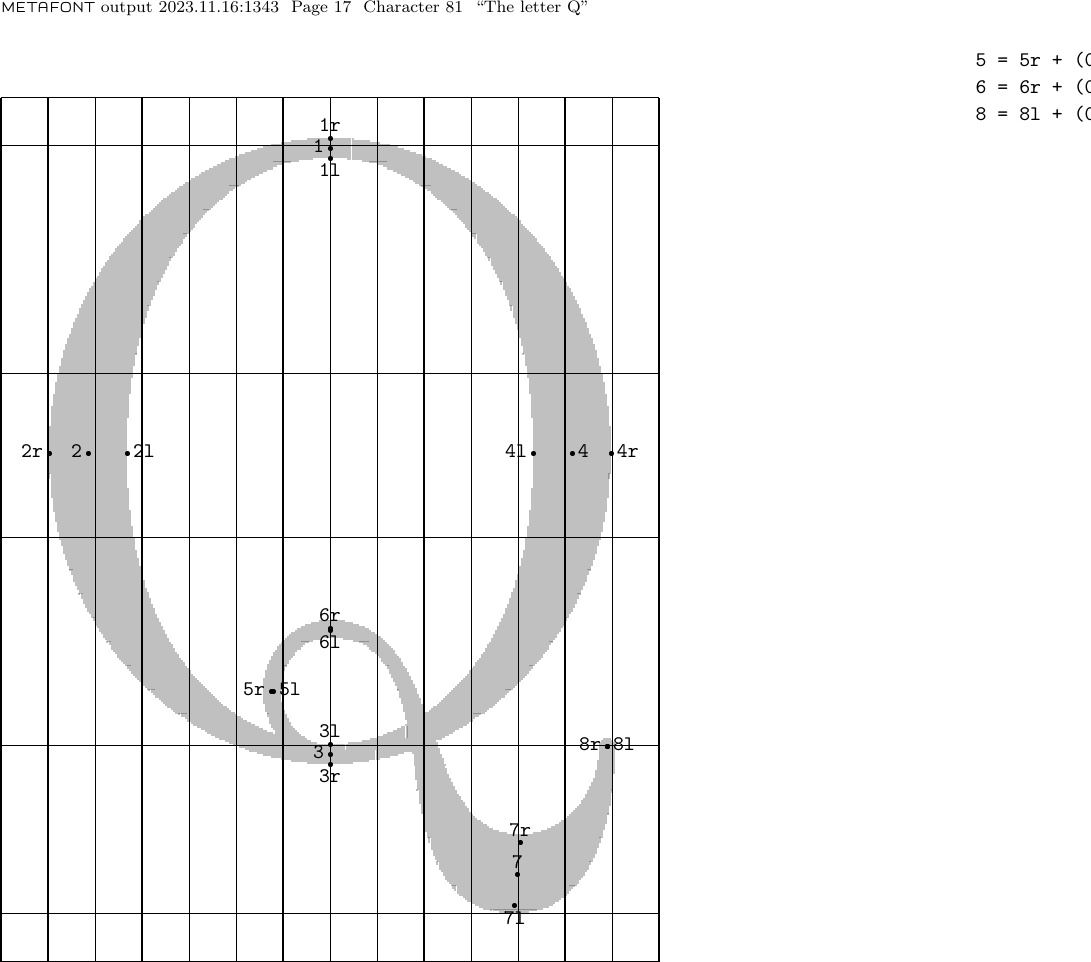 METAFONT output 2023.11.16:1343 Page 17 Character 81 “The letter Q”
5 = 5r + (0
6 = 6r + (0
8 = 8l + (0
1r
1
1l
2r 2 2l 4l 4 4r
6r
6l
5r 5l
3l
3
3r
8r 8l
7r
7
7l